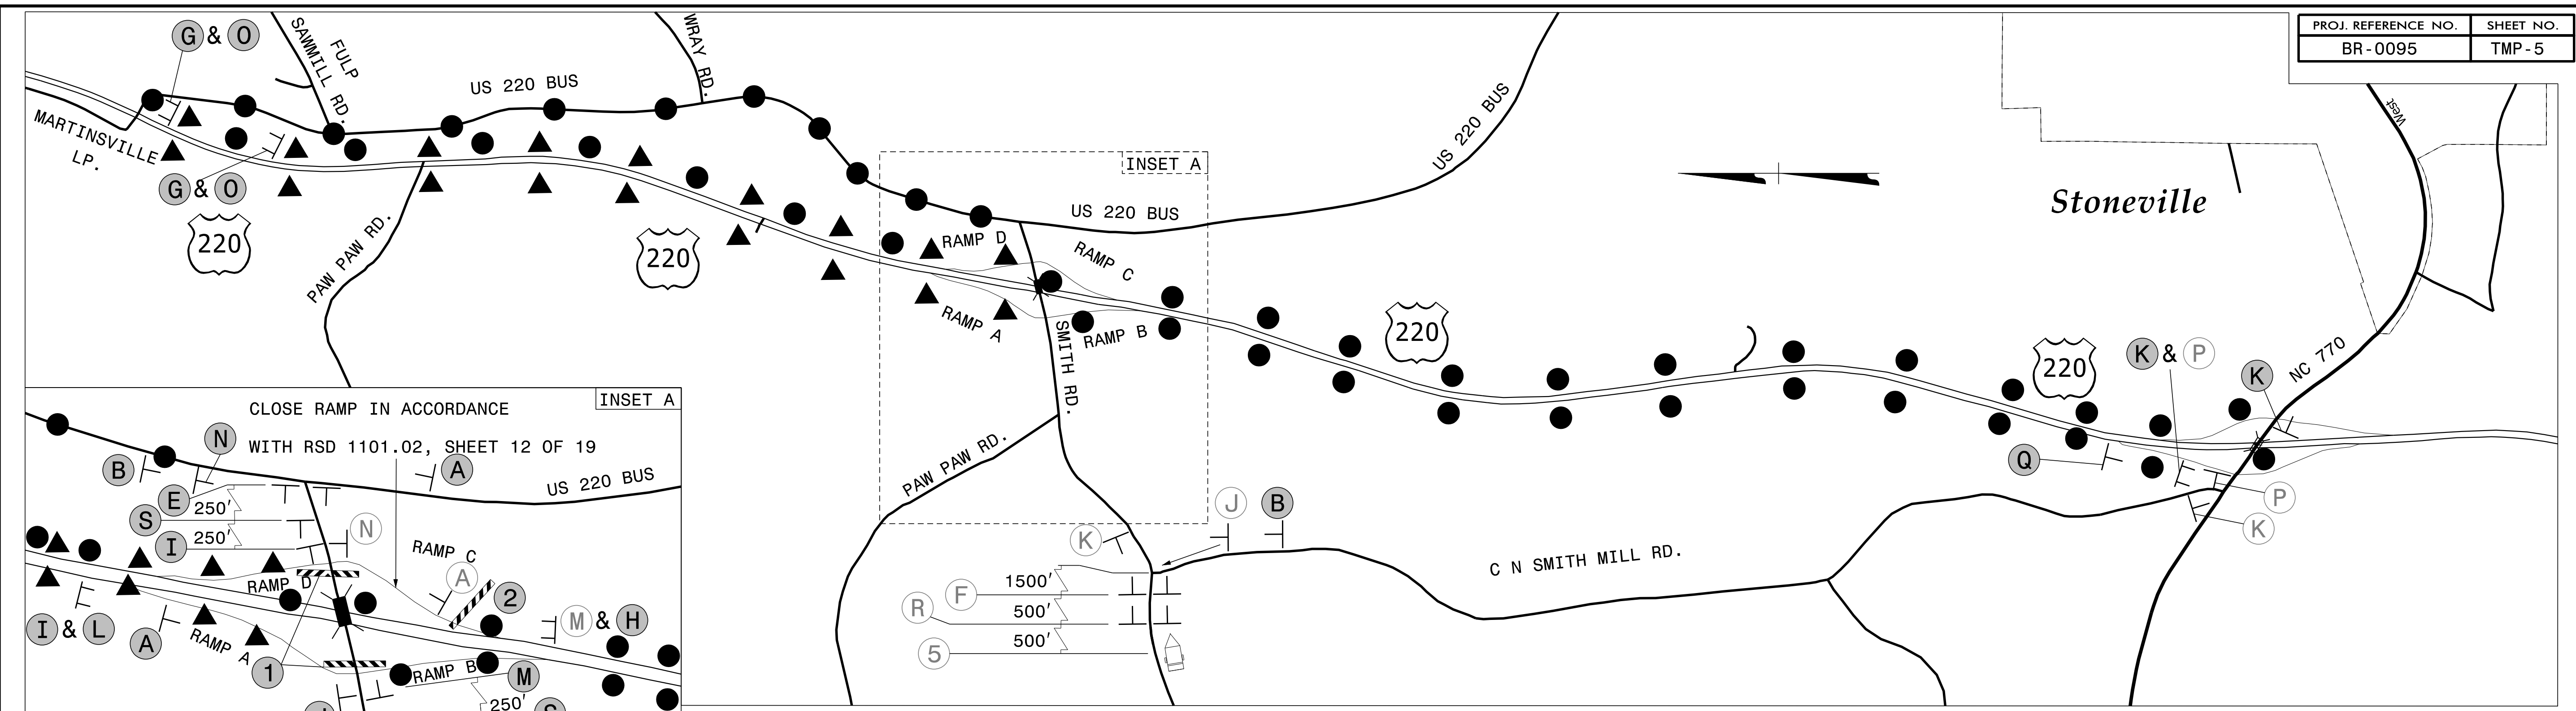 PROJ. REFERENCE NO. SHEET NO.
BR-0095 TMP-5
G & O
FULP
SAWMILL RD.
WRAY RD.
US 220 BUS
US 220 BUS
West
MARTINSVILLE
LP.
G & O
220
PAW PAW RD.
220
INSET A
US 220 BUS
RAMP D
RAMP C
RAMP A
RAMP B
SMITH RD.
Stoneville
220
220
K & P
K
NC 770
Q
P
K
PAW PAW RD.
J
B
K
C N SMITH MILL RD.
1500'
F
R
500'
5
500'
INSET A
CLOSE RAMP IN ACCORDANCE
WITH RSD 1101.02, SHEET 12 OF 19
N
B
A
US 220 BUS
E
250'
S
250'
I
N
RAMP C
A
RAMP D
2
I & L
A
RAMP A
M & H
1
RAMP B
M
250'